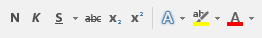 N K S abc x₂ x² A ab A